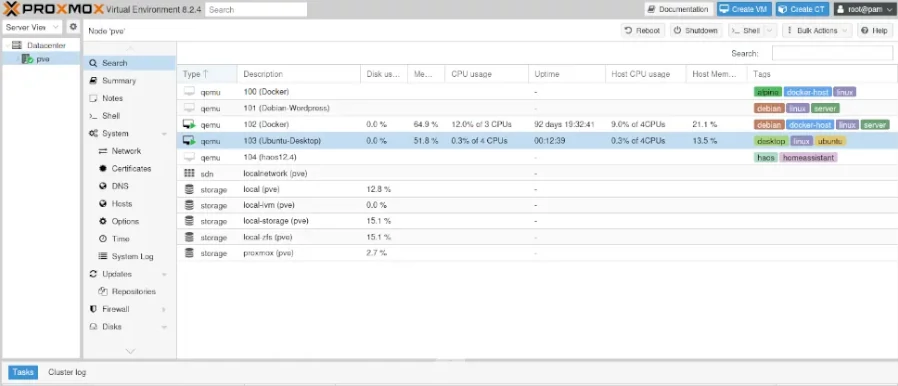 PROXMOX Virtual Environment 8.2.4 Search Documentation Create VM Create CT root@pam
Server View Node 'pve' Reboot Shutdown Shell Bulk Actions Help
Datacenter
pve
Search:
Search
Summary
Notes
Shell
System
Network
Certificates
DNS
Hosts
Options
Time
System Log
Updates
Repositories
Firewall
Disks
Type Description Disk us... Me... CPU usage Uptime Host CPU usage Host Mem... Tags
qemu 100 (Docker) - alpine docker-host linux
qemu 101 (Debian-Wordpress) - debian linux server
qemu 102 (Docker) 0.0 % 64.9 % 12.0% of 3 CPUs 92 days 19:32:41 9.0% of 4CPUs 21.1 % debian docker-host linux server
qemu 103 (Ubuntu-Desktop) 0.0 % 51.8 % 0.3% of 4 CPUs 00:12:39 0.3% of 4CPUs 13.5 % desktop linux ubuntu
qemu 104 (haos12.4) - haos homeassistant
sdn localnetwork (pve) -
storage local (pve) 12.8 % -
storage local-lvm (pve) 0.0 % -
storage local-storage (pve) 15.1 % -
storage local-zfs (pve) 15.1 % -
storage proxmox (pve) 2.7 % -
Tasks Cluster log